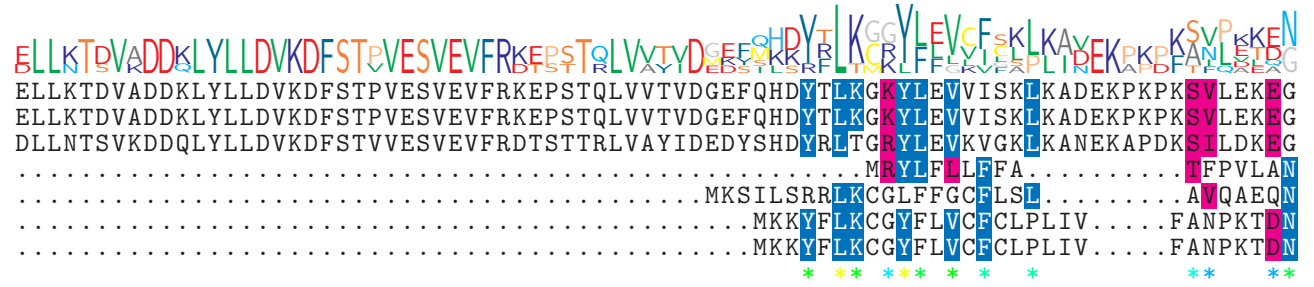 ELLKTDVADDKLYLLDVKDFSTPVESVEVFRKEPSTQLVVTVDGEFQHDYTLKGKYLEVVISKLKADEKPKPKSVLEKEG
ELLKTDVADDKLYLLDVKDFSTPVESVEVFRKEPSTQLVVTVDGEFQHDYTLKGKYLEVVISKLKADEKPKPKSVLEKEG
DLLNTSVKDDQLYLLDVKDFSTVVESVEVFRDTSTTRLVAYIDEDYSHDYRLTGRYLEVKVGKLKANEKAPDKSILDKEG
.....................................................MRYLFLLFFA..........TFPVLAN
...........................................MKSILSRRLKCGLFFGCFLSL.........AVQAEQN
..............................................MKKYFLKCGYFLVCFCLPLIV.....FANPKTDN
..............................................MKKYFLKCGYFLVCFCLPLIV.....FANPKTDN
* ** *** * * * ** **